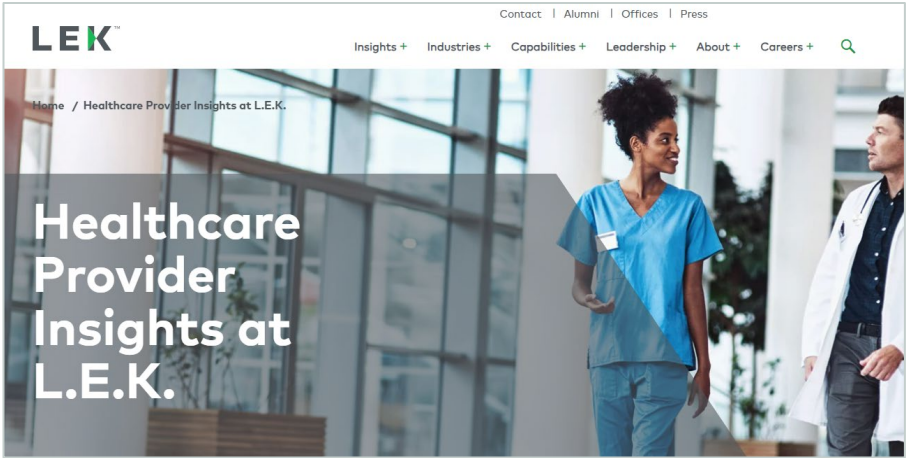 Contact | Alumni | Offices | Press
LEK™
Insights + Industries + Capabilities + Leadership + About + Careers +
Home / Healthcare Provider Insights at L.E.K.
Healthcare
Provider
Insights at
L.E.K.